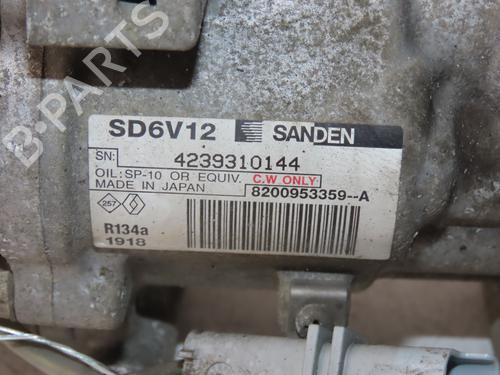 B-PARTS
SD6V12 SANDEN
SN: 4239310144
OIL:SP-10 OR EQUIV. C.W ONLY
MADE IN JAPAN 8200953359--A
257
R134a
1918